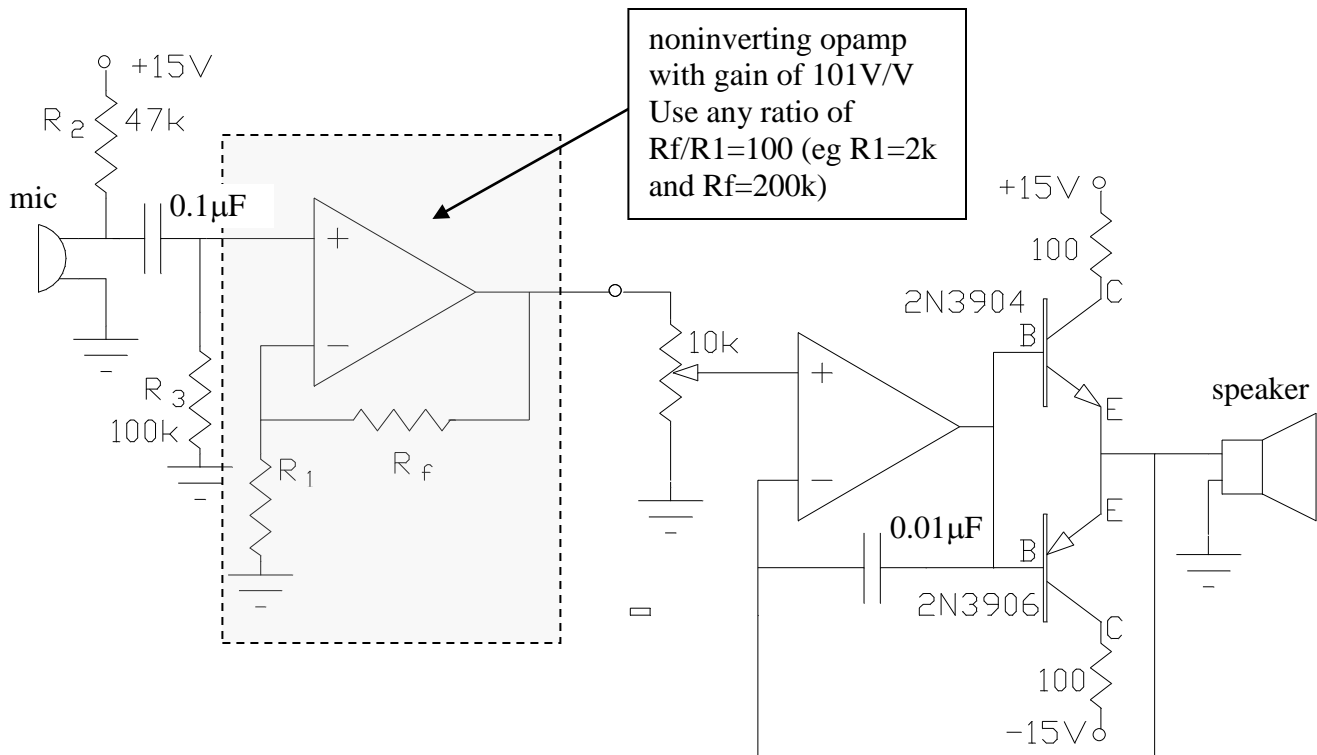 noninverting opamp
with gain of 101V/V
Use any ratio of
Rf/R1=100 (eg R1=2k
and Rf=200k)
+15V
R2 47k
mic
0.1μF
+
−
R3
100k
R1
Rf
10k
+
−
0.01μF
+15V
100
C
2N3904
B
E
speaker
E
B
2N3906
C
100
-15V